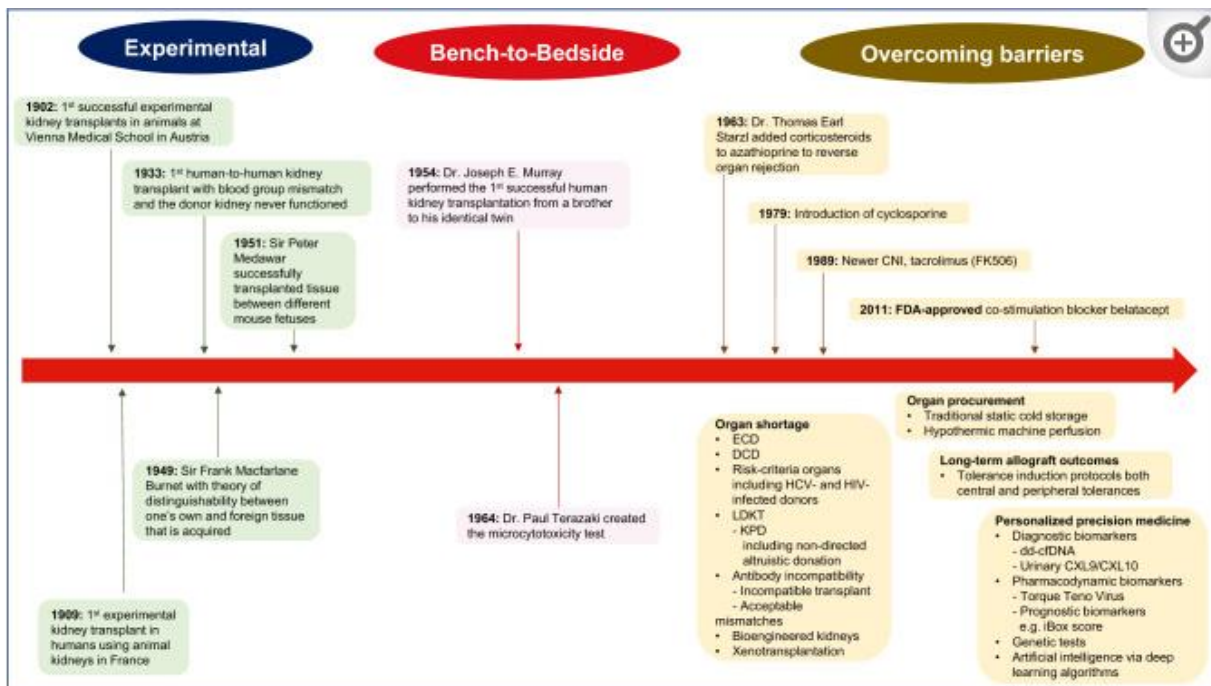 Experimental
Bench-to-Bedside
Overcoming barriers
1902: 1st successful experimental
kidney transplants in animals at
Vienna Medical School in Austria
1933: 1st human-to-human kidney
transplant with blood group mismatch
and the donor kidney never functioned
1951: Sir Peter
Medawar
successfully
transplanted tissue
between different
mouse fetuses
1954: Dr. Joseph E. Murray
performed the 1st successful human
kidney transplantation from a brother
to his identical twin
1963: Dr. Thomas Earl
Starzl added corticosteroids
to azathioprine to reverse
organ rejection
1979: Introduction of cyclosporine
1989: Newer CNI, tacrolimus (FK506)
2011: FDA-approved co-stimulation blocker belatacept
1949: Sir Frank Macfarlane
Burnet with theory of
distinguishability between
one's own and foreign tissue
that is acquired
1909: 1st experimental
kidney transplant in
humans using animal
kidneys in France
1964: Dr. Paul Terazaki created
the microcytotoxicity test
Organ shortage
• ECD
• DCD
• Risk-criteria organs
including HCV- and HIV-
infected donors
• LDKT
- KPD
including non-directed
altruistic donation
• Antibody incompatibility
- Incompatible transplant
- Acceptable
mismatches
• Bioengineered kidneys
• Xenotransplantation
Organ procurement
• Traditional static cold storage
• Hypothermic machine perfusion
Long-term allograft outcomes
• Tolerance induction protocols both
central and peripheral tolerances
Personalized precision medicine
• Diagnostic biomarkers
- dd-cfDNA
- Urinary CXL9/CXL10
• Pharmacodynamic biomarkers
- Torque Teno Virus
- Prognostic biomarkers
e.g. iBox score
• Genetic tests
• Artificial intelligence via deep
learning algorithms